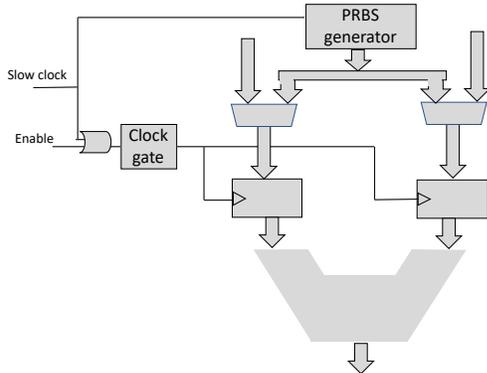 PRBS
generator
Slow clock
Enable
Clock
gate